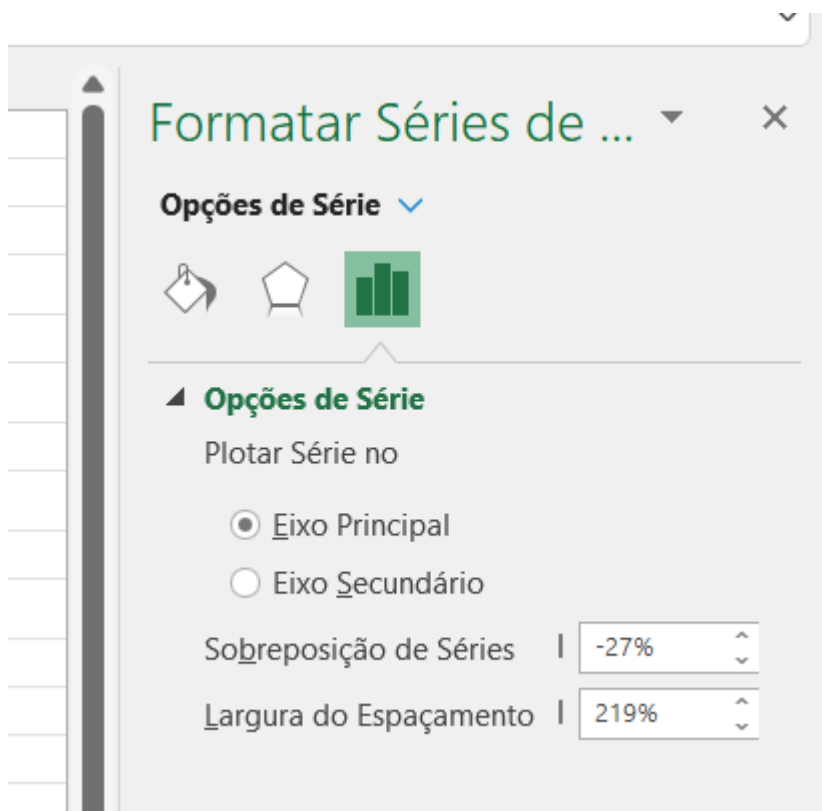 Formatar Séries de ...
Opções de Série
Opções de Série
Plotar Série no
Eixo Principal
Eixo Secundário
Sobreposição de Séries -27%
Largura do Espaçamento 219%